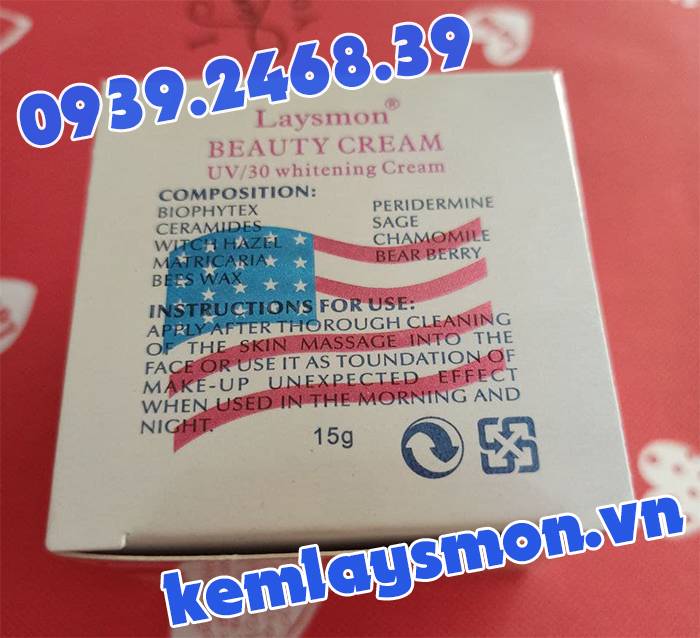 0939.2468.39
Laysmon®
BEAUTY CREAM
UV/30 whitening Cream
COMPOSITION:
BIOPHYTEX
CERAMIDES
WITCH HAZEL
MATRICARIA
BEES WAX
PERIDERMINE
SAGE
CHAMOMILE
BEAR BERRY
INSTRUCTIONS FOR USE:
APPLY AFTER THOROUGH CLEANING
OF THE SKIN MASSAGE INTO THE
FACE OR USE IT AS TOUNDATION OF
MAKE-UP UNEXPECTED EFFECT
WHEN USED IN THE MORNING AND
NIGHT.
15g
kemlaysmon.vn